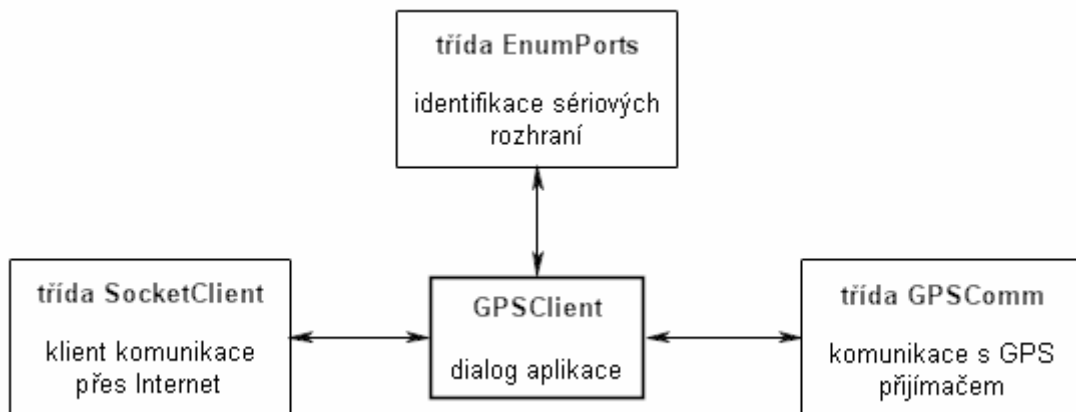 třída EnumPorts
identifikace sériových
rozhraní
třída SocketClient
klient komunikace
přes Internet
GPSClient
dialog aplikace
třída GPSComm
komunikace s GPS
přijímačem